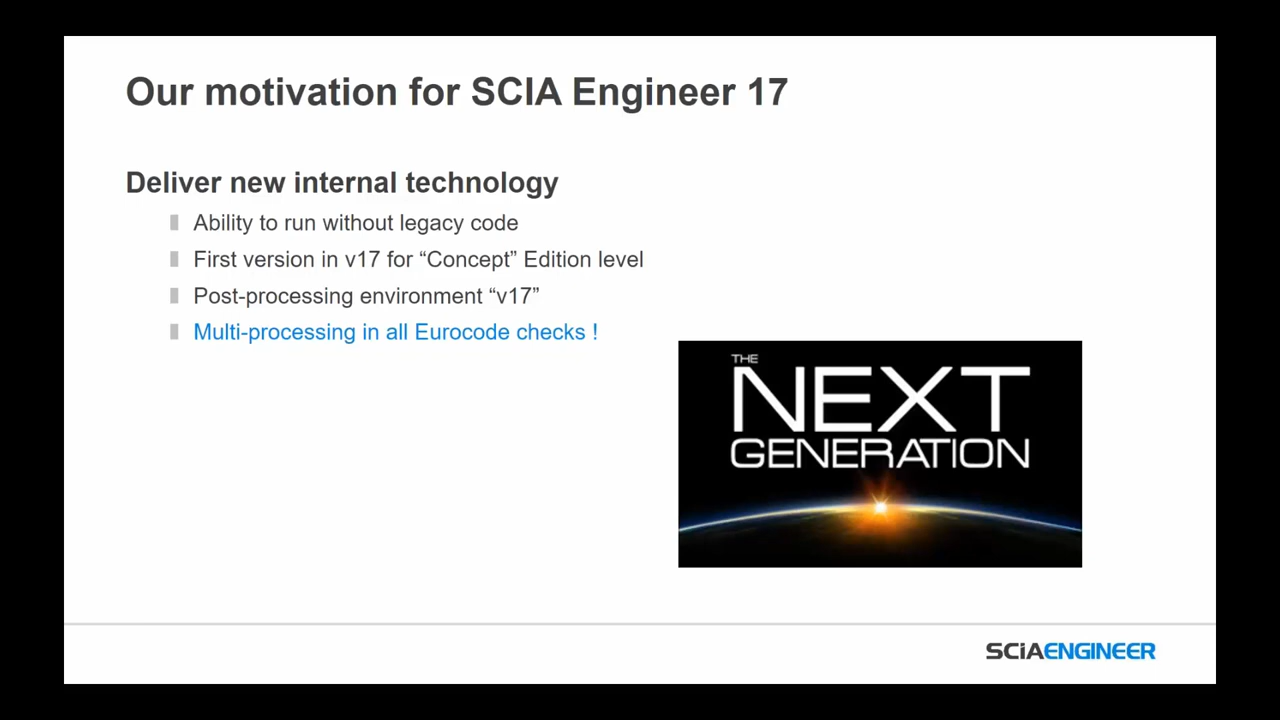 Our motivation for SCIA Engineer 17
Deliver new internal technology
Ability to run without legacy code
First version in v17 for “Concept” Edition level
Post-processing environment “v17”
Multi-processing in all Eurocode checks !
THE
NEXT
GENERATION
SCiAENGINEER